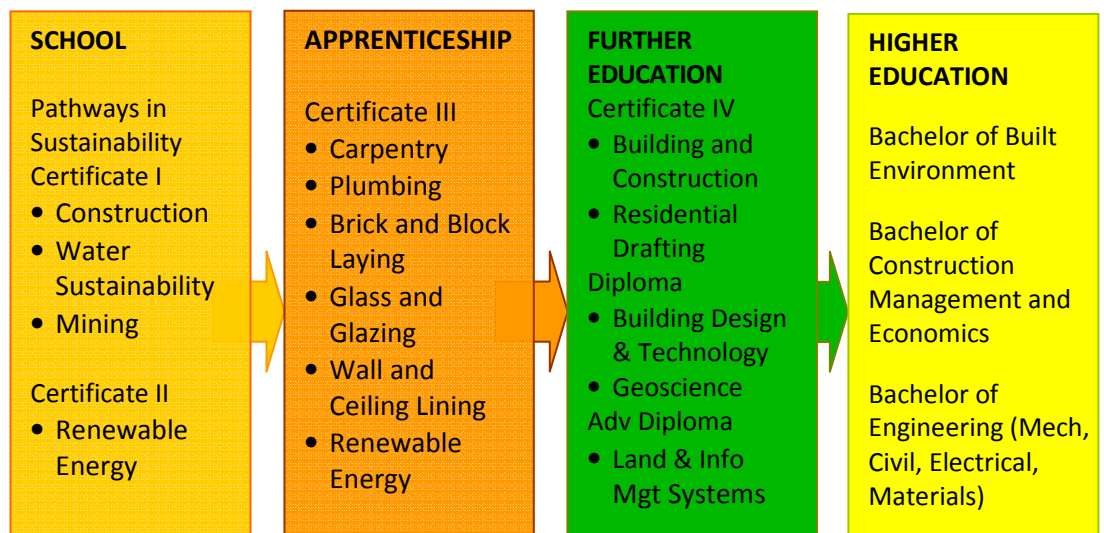 SCHOOL
Pathways in
Sustainability
Certificate I
• Construction
• Water
Sustainability
• Mining
Certificate II
• Renewable
Energy
APPRENTICESHIP
Certificate III
• Carpentry
• Plumbing
• Brick and Block
Laying
• Glass and
Glazing
• Wall and
Ceiling Lining
• Renewable
Energy
FURTHER
EDUCATION
Certificate IV
• Building and
Construction
• Residential
Drafting
Diploma
• Building Design
& Technology
• Geoscience
Adv Diploma
• Land & Info
Mgt Systems
HIGHER
EDUCATION
Bachelor of Built
Environment
Bachelor of
Construction
Management and
Economics
Bachelor of
Engineering (Mech,
Civil, Electrical,
Materials)